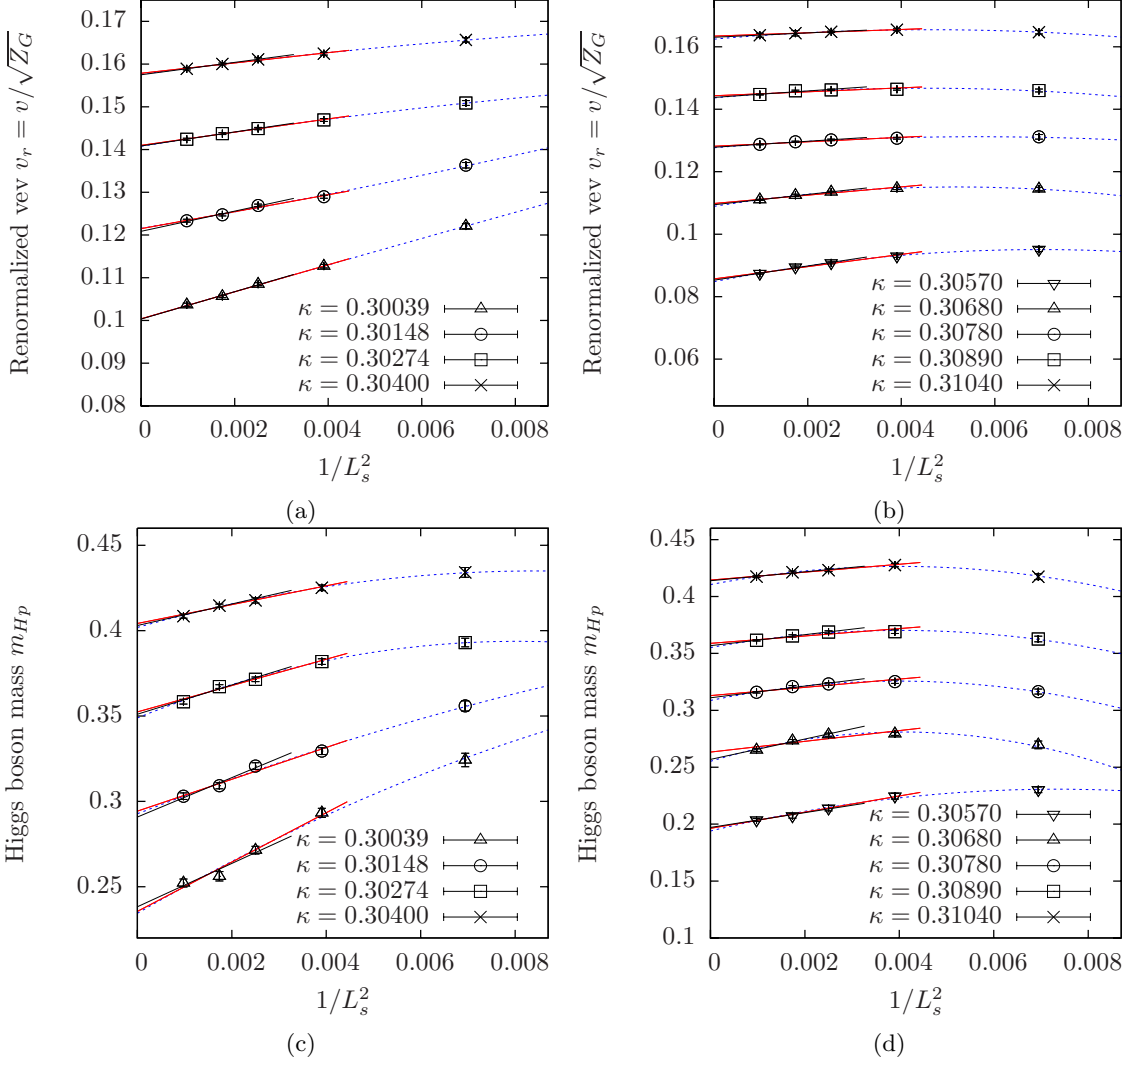 Renormalized vev v_r = v/√Z_G
0.17
0.16
0.15
0.14
0.13
0.12
0.11
0.1
0.09
0.08
κ = 0.30039
κ = 0.30148
κ = 0.30274
κ = 0.30400
0 0.002 0.004 0.006 0.008
1/L_s^2
(a)
Renormalized vev v_r = v/√Z_G
0.16
0.14
0.12
0.1
0.08
0.06
κ = 0.30570
κ = 0.30680
κ = 0.30780
κ = 0.30890
κ = 0.31040
0 0.002 0.004 0.006 0.008
1/L_s^2
(b)
Higgs boson mass m_{Hp}
0.45
0.4
0.35
0.3
0.25
κ = 0.30039
κ = 0.30148
κ = 0.30274
κ = 0.30400
0 0.002 0.004 0.006 0.008
1/L_s^2
(c)
Higgs boson mass m_{Hp}
0.45
0.4
0.35
0.3
0.25
0.2
0.15
0.1
κ = 0.30570
κ = 0.30680
κ = 0.30780
κ = 0.30890
κ = 0.31040
0 0.002 0.004 0.006 0.008
1/L_s^2
(d)